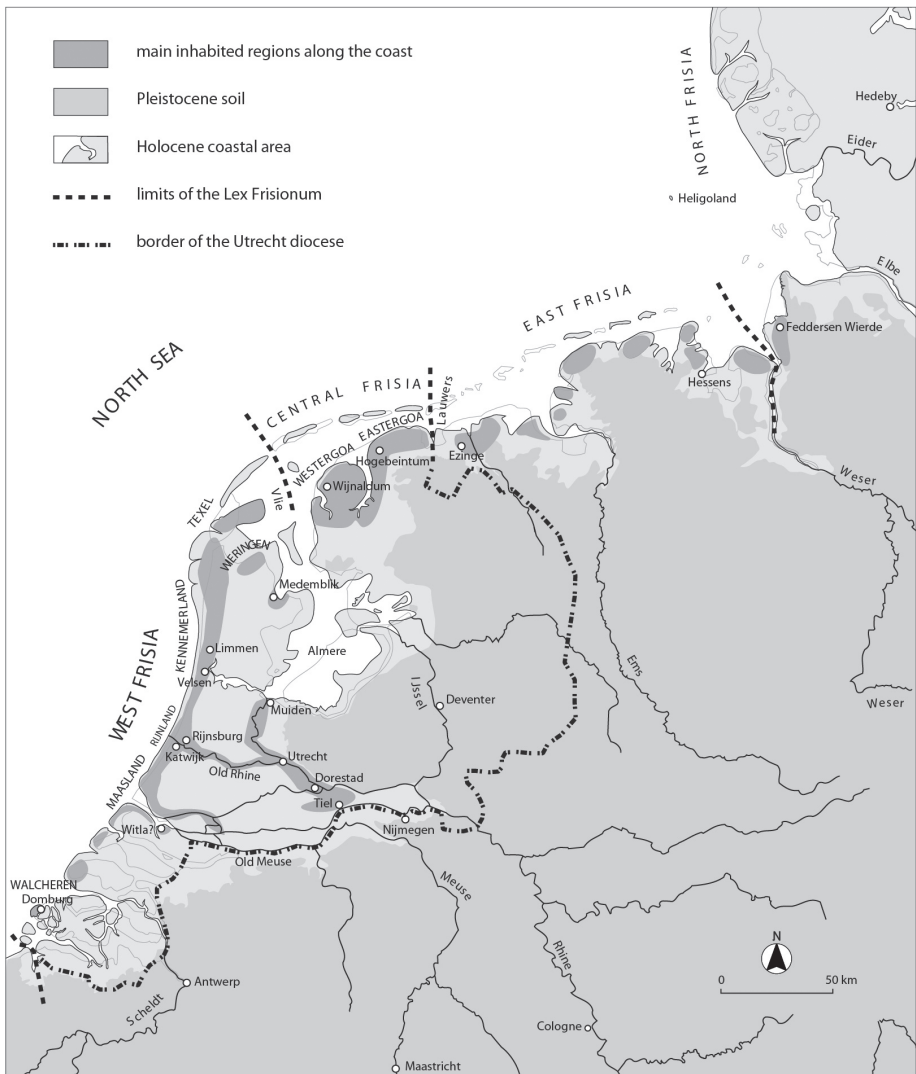 main inhabited regions along the coast
Pleistocene soil
Holocene coastal area
limits of the Lex Frisionum
border of the Utrecht diocese
NORTH FRISIA
Hedeby
Eider
Heligoland
Elbe
EAST FRISIA
Feddersen Wierde
NORTH SEA
Hessens
CENTRAL FRISIA
Lauwers
WESTERGOA
EASTERGOA
Hogebeintum
Ezinge
Weser
Wijnaldum
Vlie
TEXEL
WERINGEN
Medemblik
KENNEMERLAND
WEST FRISIA
Limmen
Almere
Velsen
Ems
IJssel
Weser
Deventer
Muiden
RIJNLAND
Rijnsburg
Katwijk
Utrecht
Old Rhine
Dorestad
MAASLAND
Tiel
Witla?
Nijmegen
Old Meuse
WALCHEREN
Domburg
Meuse
Rhine
N
0 50 km
Antwerp
Scheldt
Cologne
Maastricht